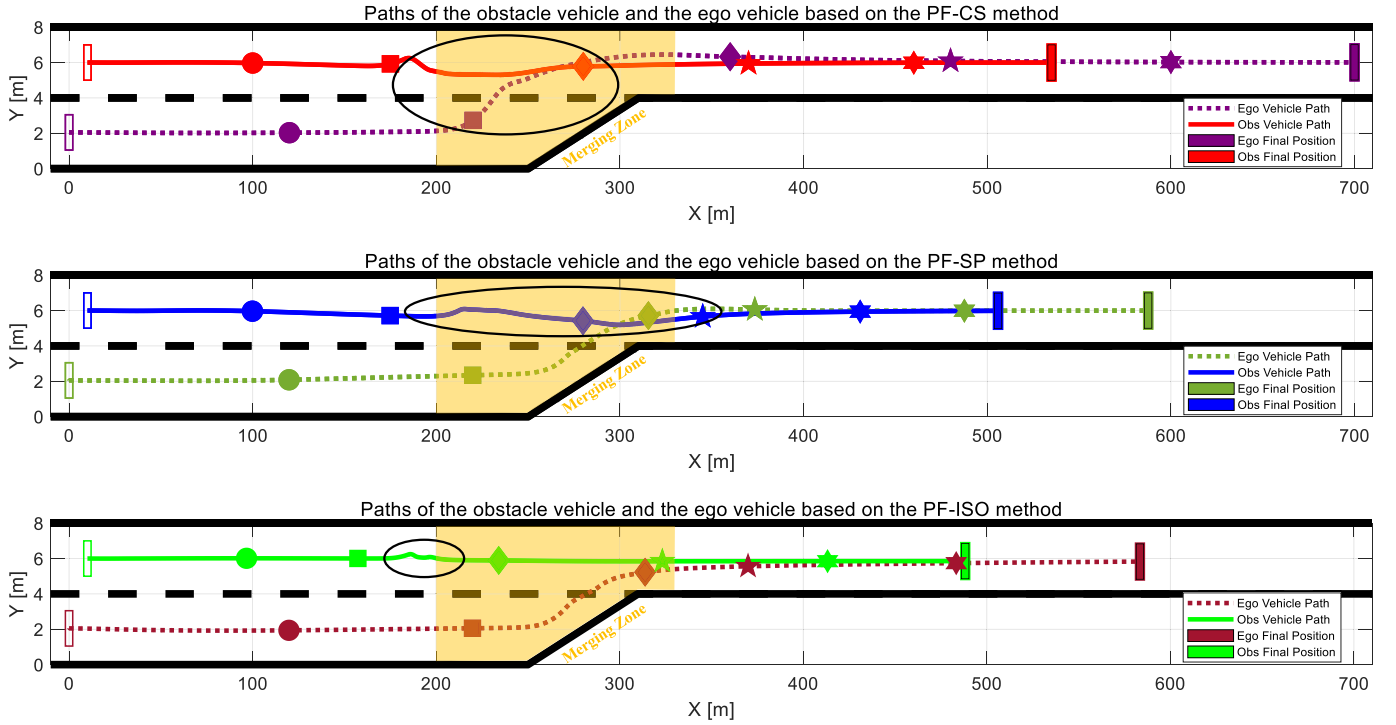 Paths of the obstacle vehicle and the ego vehicle based on the PF-CS method
8
6
4
2
0
Y [m]
Merging Zone
Ego Vehicle Path
Obs Vehicle Path
Ego Final Position
Obs Final Position
0 100 200 300 400 500 600 700
X [m]
Paths of the obstacle vehicle and the ego vehicle based on the PF-SP method
8
6
4
2
0
Y [m]
Merging Zone
Ego Vehicle Path
Obs Vehicle Path
Ego Final Position
Obs Final Position
0 100 200 300 400 500 600 700
X [m]
Paths of the obstacle vehicle and the ego vehicle based on the PF-ISO method
8
6
4
2
0
Y [m]
Merging Zone
Ego Vehicle Path
Obs Vehicle Path
Ego Final Position
Obs Final Position
0 100 200 300 400 500 600 700
X [m]